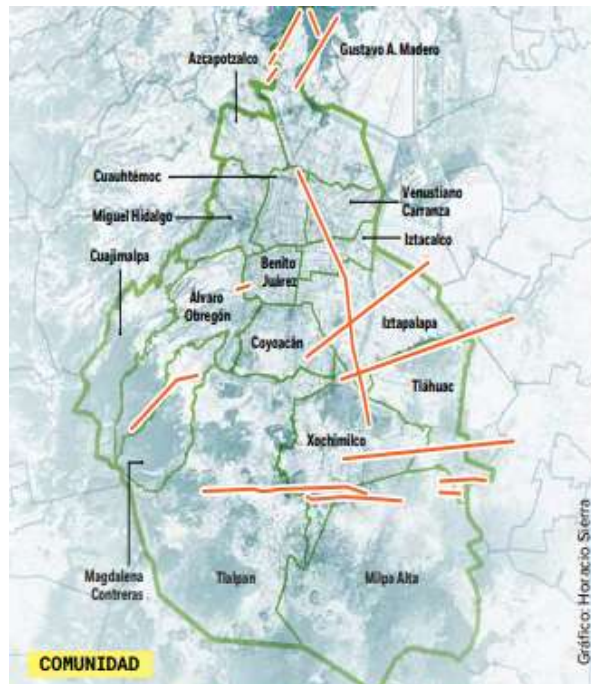 Gustavo A. Madero
Azcapotzalco
Cuauhtémoc
Venustiano
Carranza
Miguel Hidalgo
Iztacalco
Cuajimalpa
Benito
Juárez
Álvaro
Obregón
Iztapalapa
Coyoacán
Tláhuac
Xochimilco
Magdalena
Contreras
Tlalpan
Milpa Alta
Gráfico: Horacio Sierra
COMUNIDAD